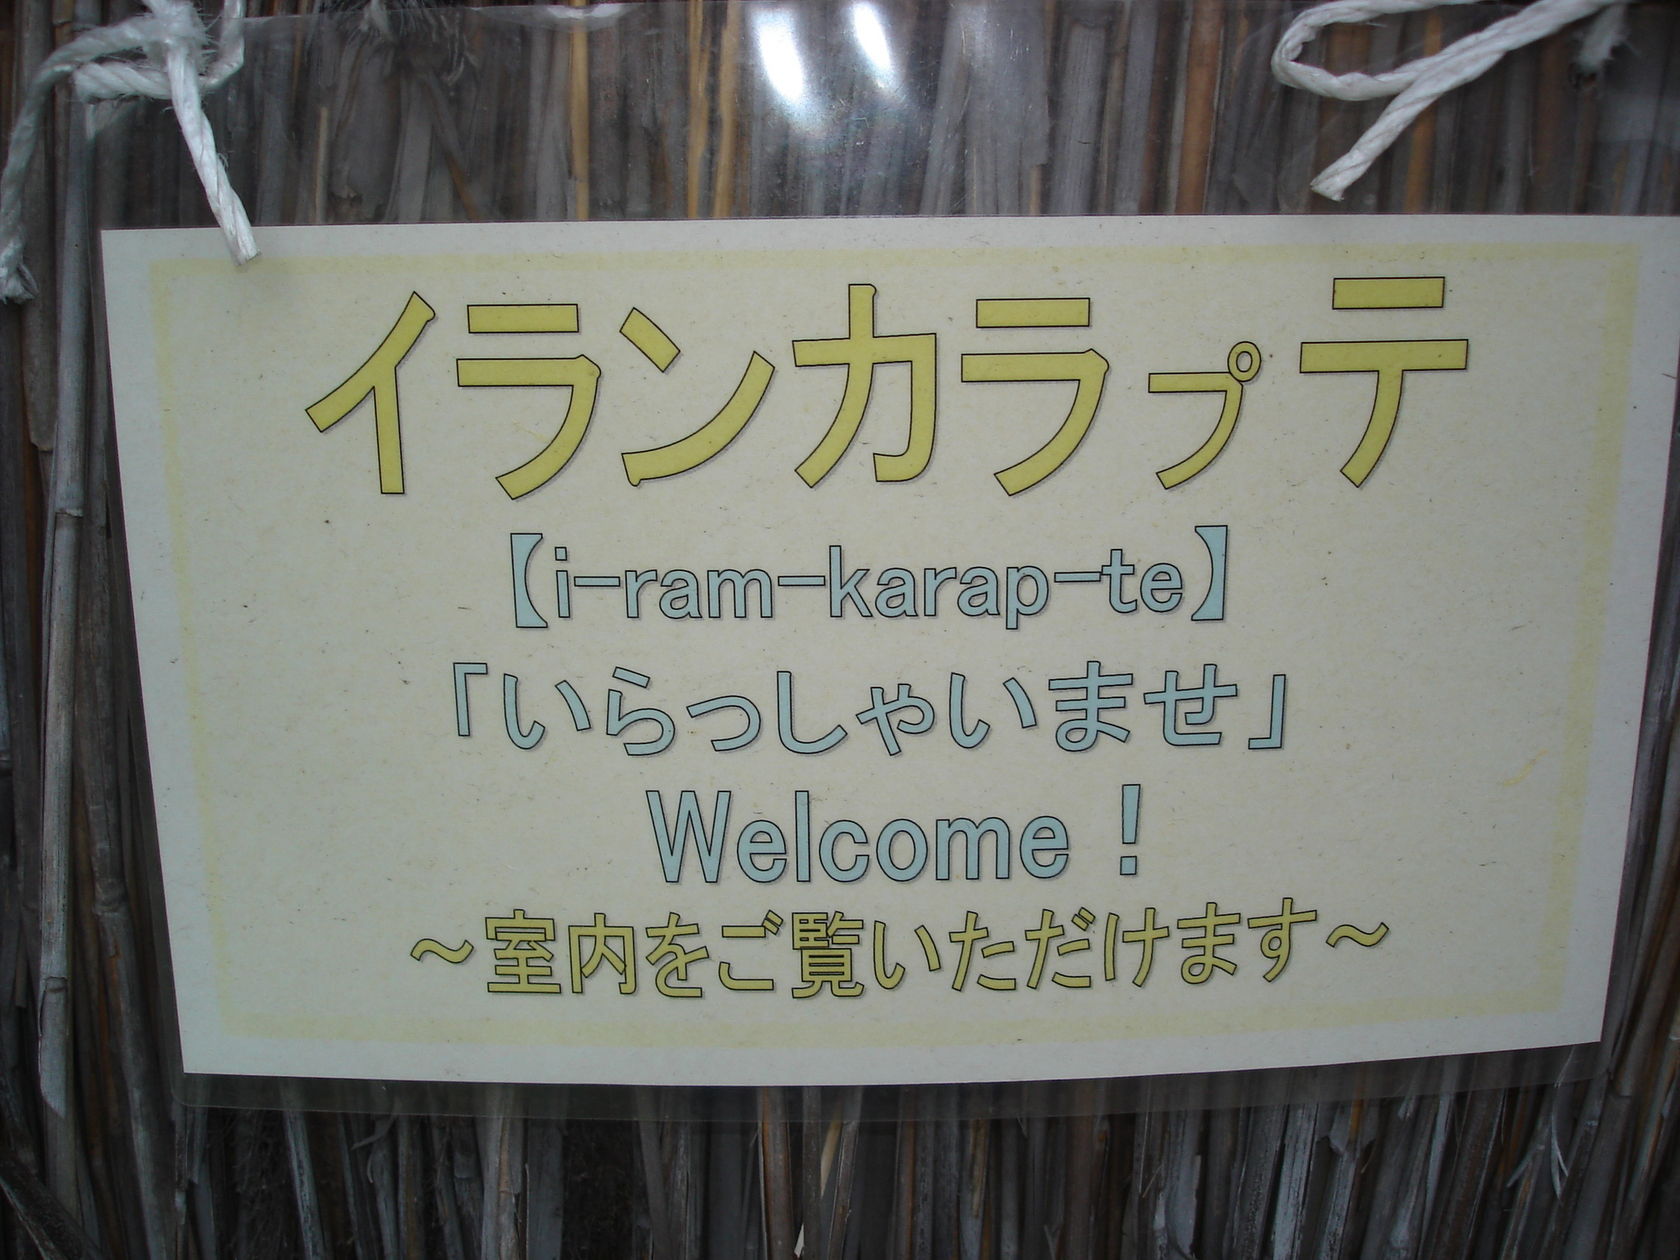 イランカラㇷ゚テ
【i-ram-karap-te】
「いらっしゃいませ」
Welcome！
～室内をご覧いただけます～